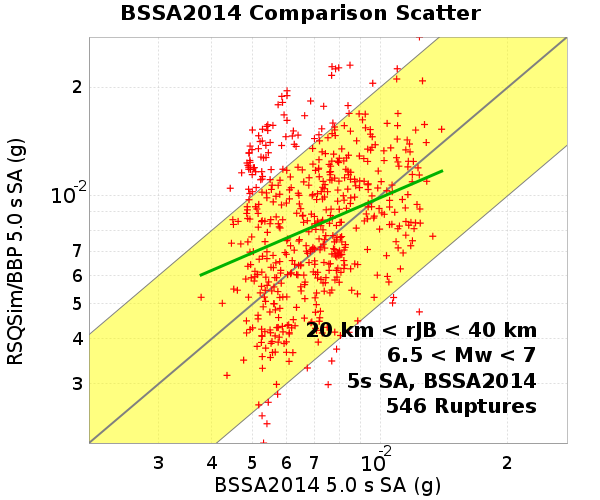 BSSA2014 Comparison Scatter
RSQSim/BBP 5.0 s SA (g)
2
10-2
7
6
5
4
3
20 km < rJB < 40 km
6.5 < Mw < 7
5s SA, BSSA2014
546 Ruptures
3 4 5 6 7 10-2 2
BSSA2014 5.0 s SA (g)